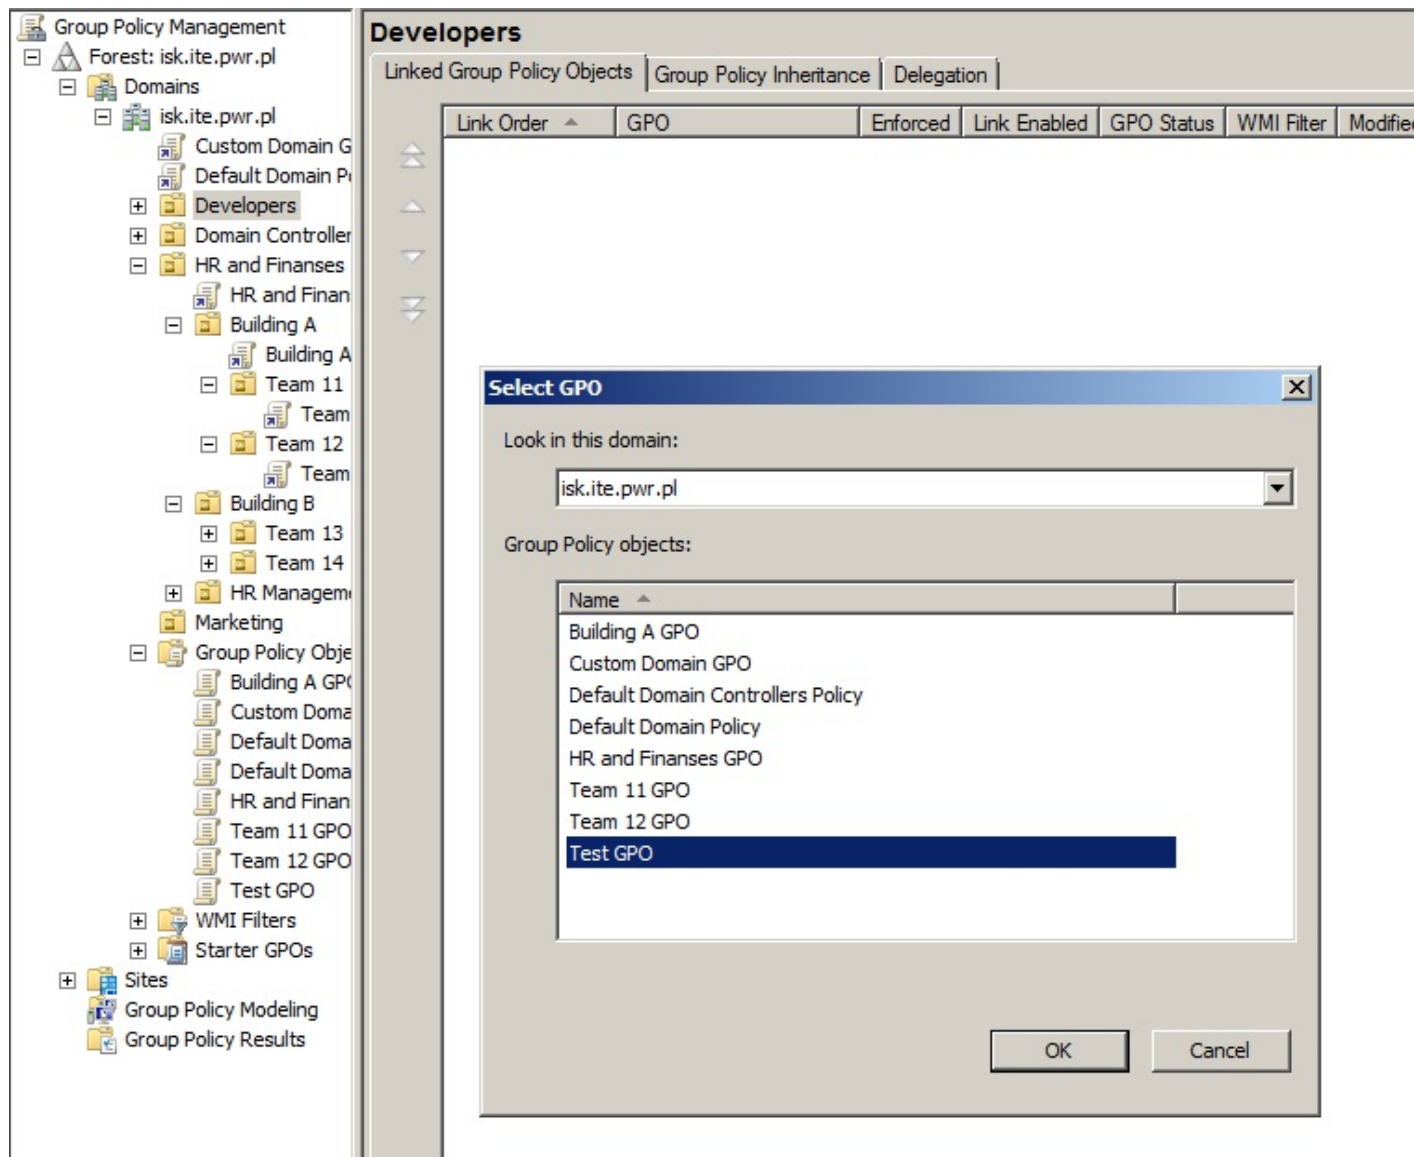 Group Policy Management
Forest: isk.ite.pwr.pl
Domains
isk.ite.pwr.pl
Custom Domain G
Default Domain P
Developers
Domain Controller
HR and Finanses
HR and Finan
Building A
Building A
Team 11
Team
Team 12
Team
Building B
Team 13
Team 14
HR Managem
Marketing
Group Policy Obje
Building A GP
Custom Doma
Default Doma
Default Doma
HR and Finan
Team 11 GPO
Team 12 GPO
Test GPO
WMI Filters
Starter GPOs
Sites
Group Policy Modeling
Group Policy Results
Developers
Linked Group Policy Objects Group Policy Inheritance Delegation
Link Order GPO Enforced Link Enabled GPO Status WMI Filter Modified
Select GPO
Look in this domain:
isk.ite.pwr.pl
Group Policy objects:
Name
Building A GPO
Custom Domain GPO
Default Domain Controllers Policy
Default Domain Policy
HR and Finanses GPO
Team 11 GPO
Team 12 GPO
Test GPO
OK Cancel